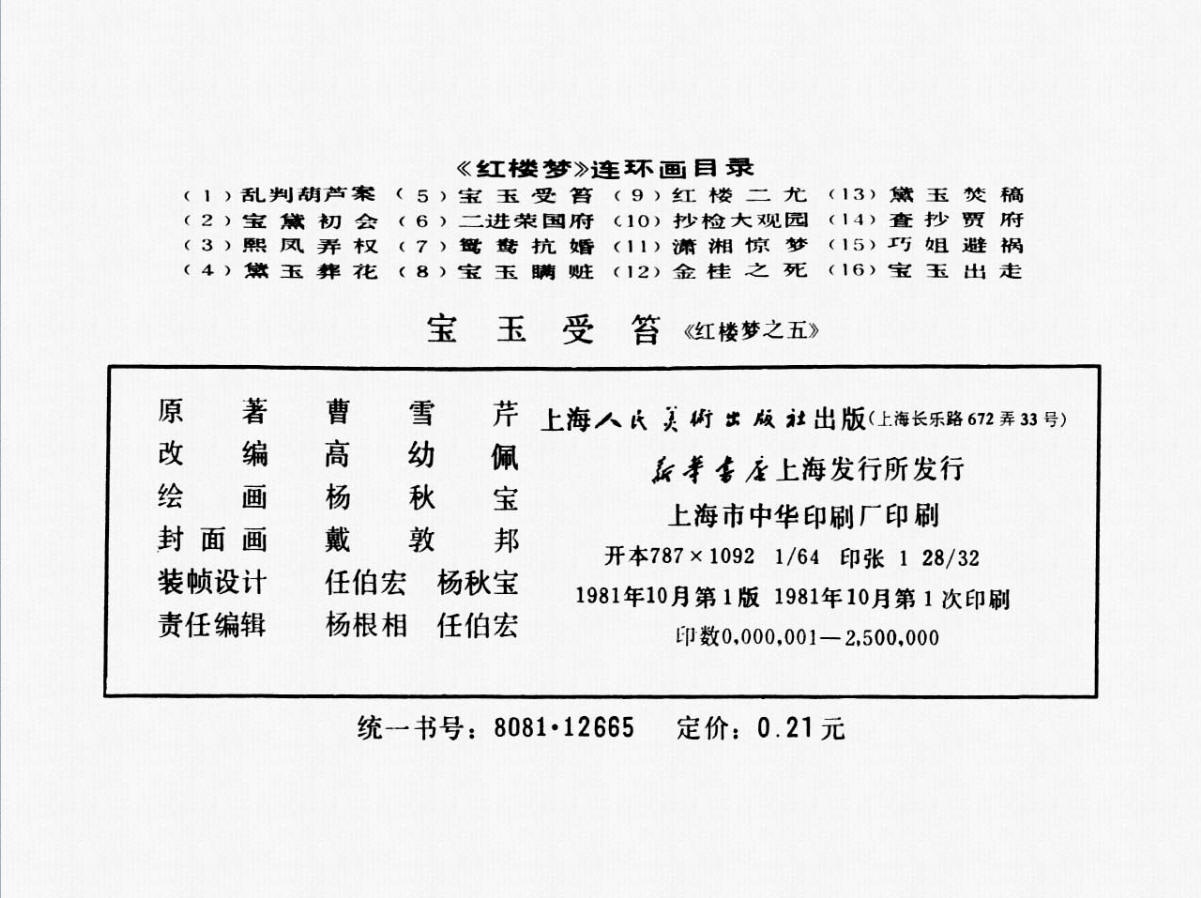 《红楼梦》连环画目录
(1)乱判葫芦案 (5)宝玉受笞 (9)红楼二尤 (13)黛玉焚稿
(2)宝黛初会 (6)二进荣国府 (10)抄检大观园 (14)查抄贾府
(3)熙凤弄权 (7)鸳鸯抗婚 (11)潇湘惊梦 (15)巧姐避祸
(4)黛玉葬花 (8)宝玉瞒赃 (12)金桂之死 (16)宝玉出走
宝玉受笞《红楼梦之五》
原著 曹雪芹
改编 高幼佩
绘画 杨秋宝
封面画 戴敦邦
装帧设计 任伯宏 杨秋宝
责任编辑 杨根相 任伯宏
上海人民美術出版社出版(上海长乐路672弄33号)
新华书店上海发行所发行
上海市中华印刷厂印刷
开本787×1092 1/64 印张 1 28/32
1981年10月第1版 1981年10月第1次印刷
印数0,000,001—2,500,000
统一书号：8081·12665 定价：0.21元